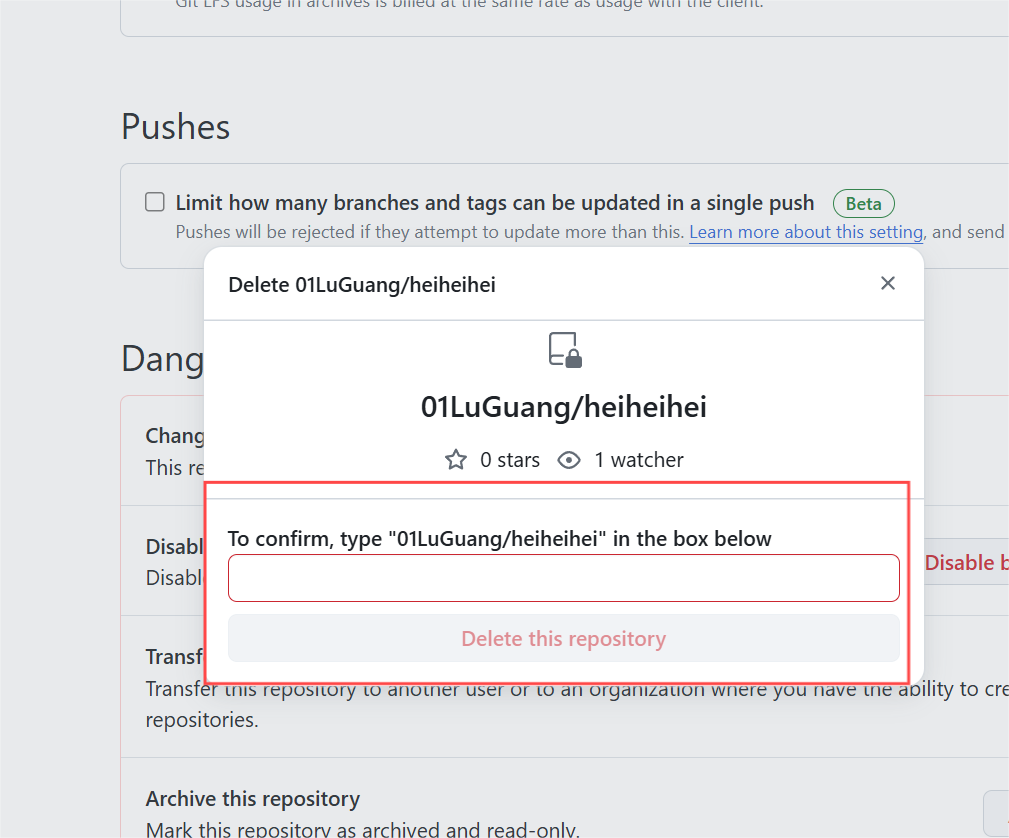 Git LFS usage in archives is billed at the same rate as usage with the client.
Pushes
Limit how many branches and tags can be updated in a single push Beta
Pushes will be rejected if they attempt to update more than this. Learn more about this setting, and send
Delete 01LuGuang/heiheihei
Dang
01LuGuang/heiheihei
Chang
0 stars 1 watcher
This re
To confirm, type "01LuGuang/heiheihei" in the box below
Disabl
Disable b
Disabl
Delete this repository
Transf
Transfer this repository to another user or to an organization where you have the ability to cre
repositories.
Archive this repository
Mark this repository as archived and read-only.